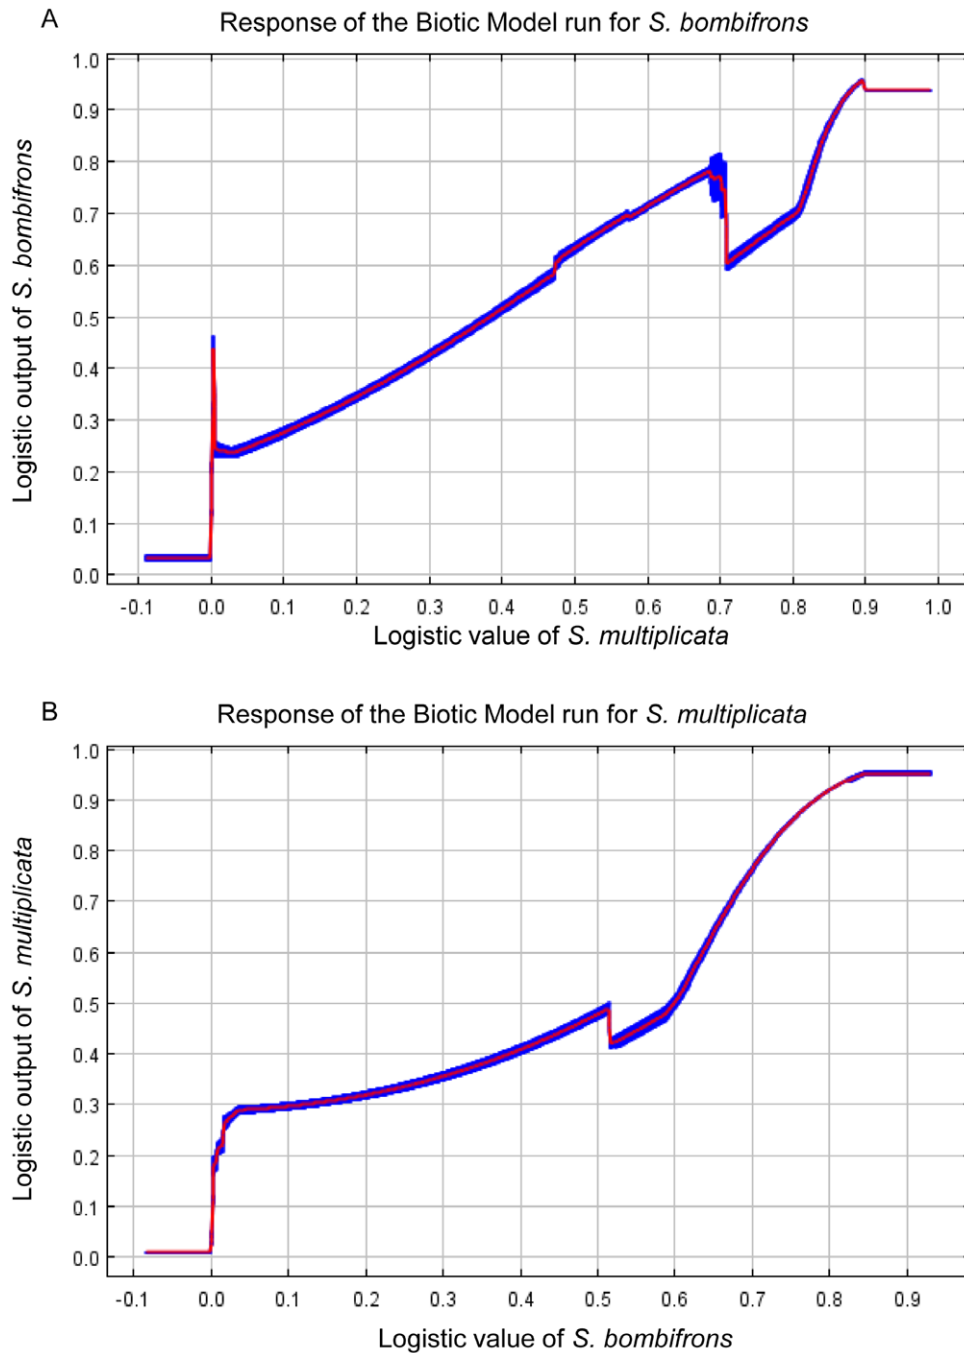 A
Response of the Biotic Model run for S. bombifrons
Logistic output of S. bombifrons
1.0
0.9
0.8
0.7
0.6
0.5
0.4
0.3
0.2
0.1
0.0
-0.1 0.0 0.1 0.2 0.3 0.4 0.5 0.6 0.7 0.8 0.9 1.0
Logistic value of S. multiplicata
B
Response of the Biotic Model run for S. multiplicata
Logistic output of S. multiplicata
1.0
0.9
0.8
0.7
0.6
0.5
0.4
0.3
0.2
0.1
0.0
-0.1 0.0 0.1 0.2 0.3 0.4 0.5 0.6 0.7 0.8 0.9
Logistic value of S. bombifrons